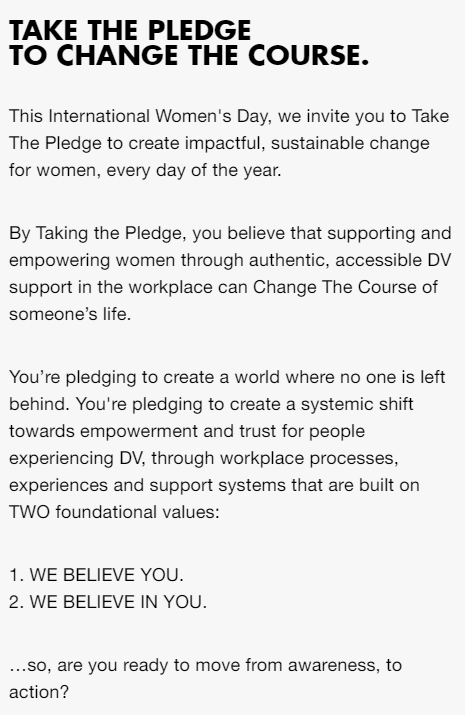 TAKE THE PLEDGE
TO CHANGE THE COURSE.
This International Women's Day, we invite you to Take
The Pledge to create impactful, sustainable change
for women, every day of the year.
By Taking the Pledge, you believe that supporting and
empowering women through authentic, accessible DV
support in the workplace can Change The Course of
someone’s life.
You’re pledging to create a world where no one is left
behind. You're pledging to create a systemic shift
towards empowerment and trust for people
experiencing DV, through workplace processes,
experiences and support systems that are built on
TWO foundational values:
1. WE BELIEVE YOU.
2. WE BELIEVE IN YOU.
…so, are you ready to move from awareness, to
action?